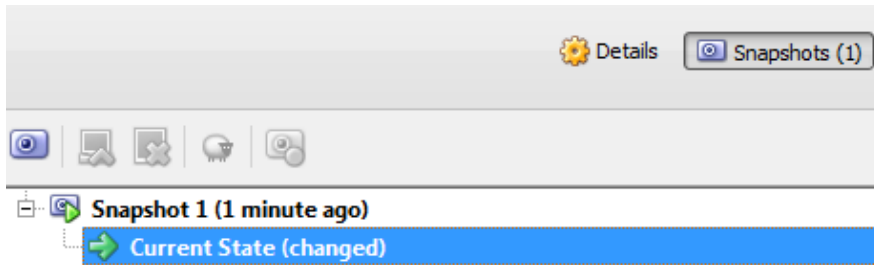 Details Snapshots (1)
Snapshot 1 (1 minute ago)
Current State (changed)